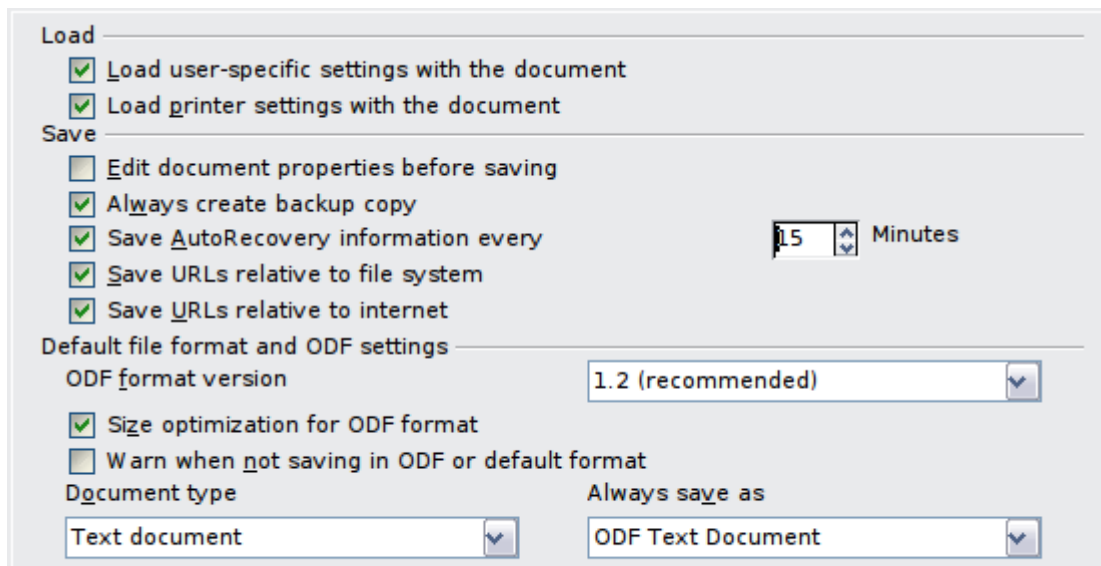 Load
Load user-specific settings with the document
Load printer settings with the document
Save
Edit document properties before saving
Always create backup copy
Save AutoRecovery information every 15 Minutes
Save URLs relative to file system
Save URLs relative to internet
Default file format and ODF settings
ODF format version 1.2 (recommended)
Size optimization for ODF format
Warn when not saving in ODF or default format
Document type Always save as
Text document ODF Text Document